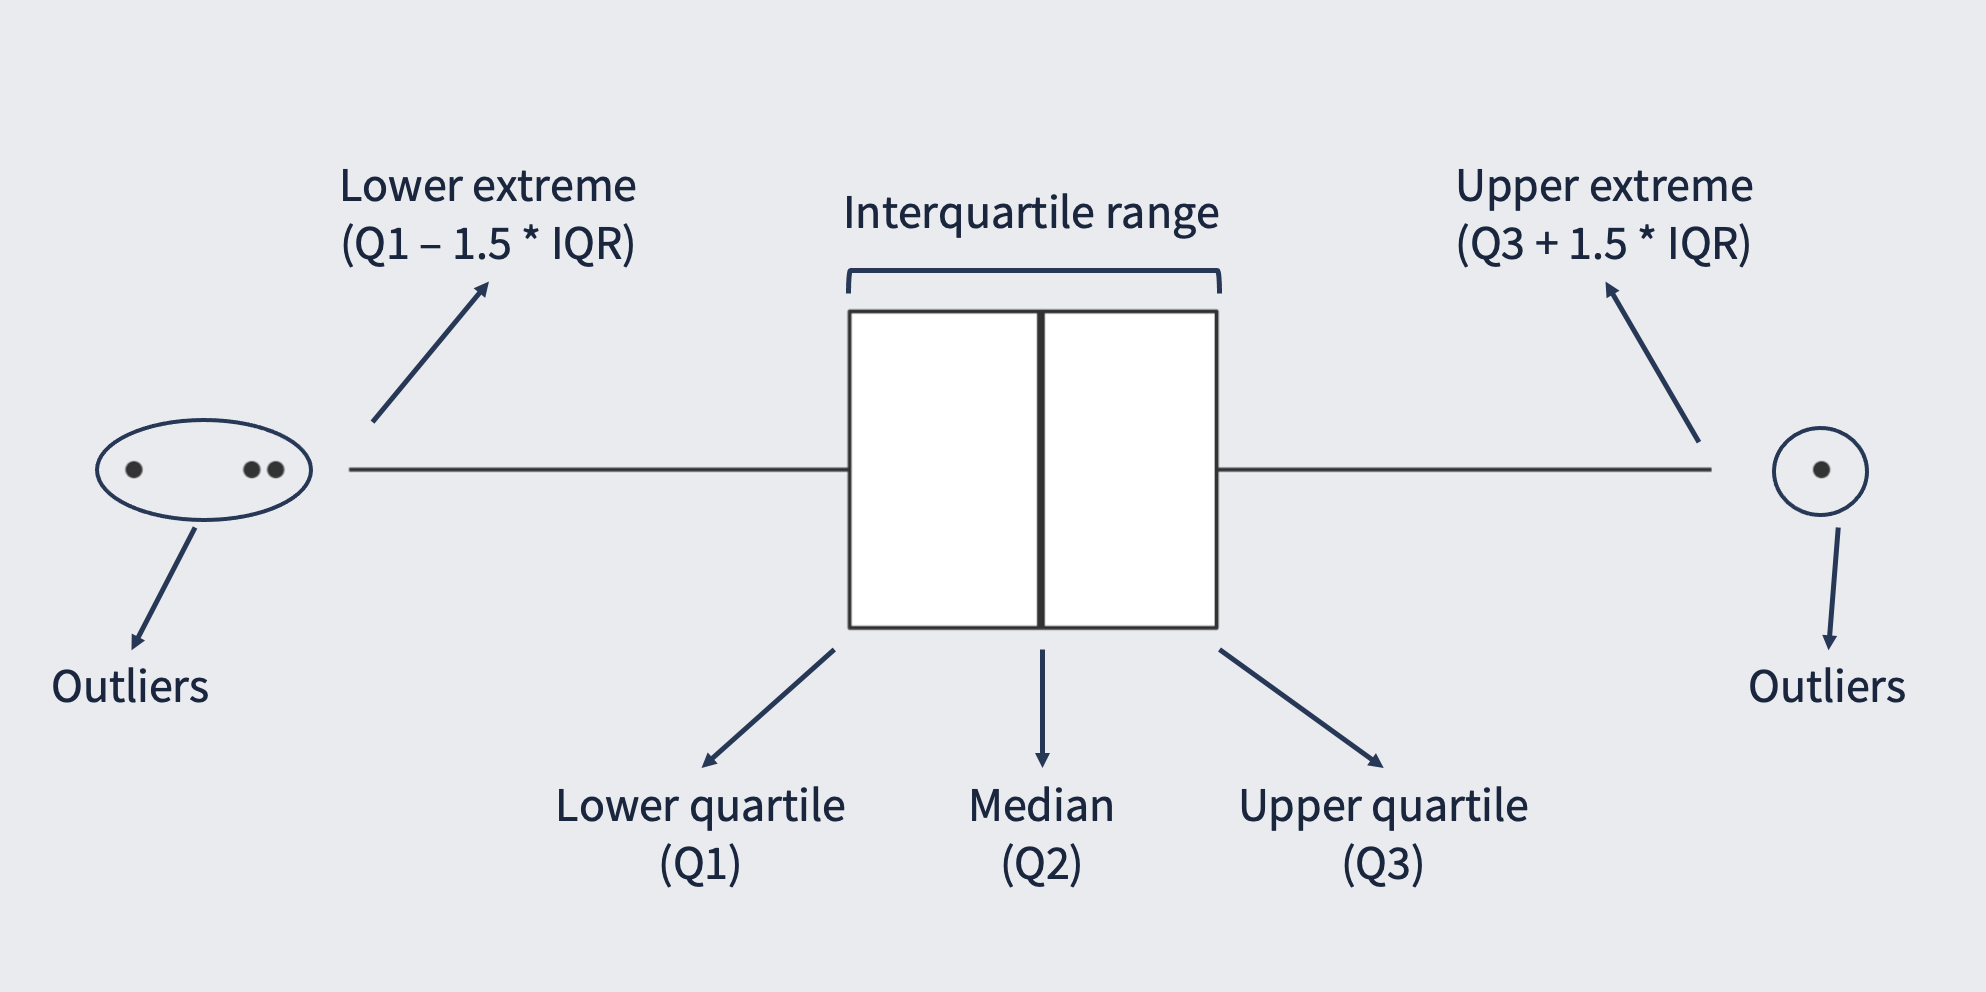 Lower extreme
(Q1 – 1.5 * IQR)
Interquartile range
Upper extreme
(Q3 + 1.5 * IQR)
Outliers
Outliers
Lower quartile
(Q1)
Median
(Q2)
Upper quartile
(Q3)